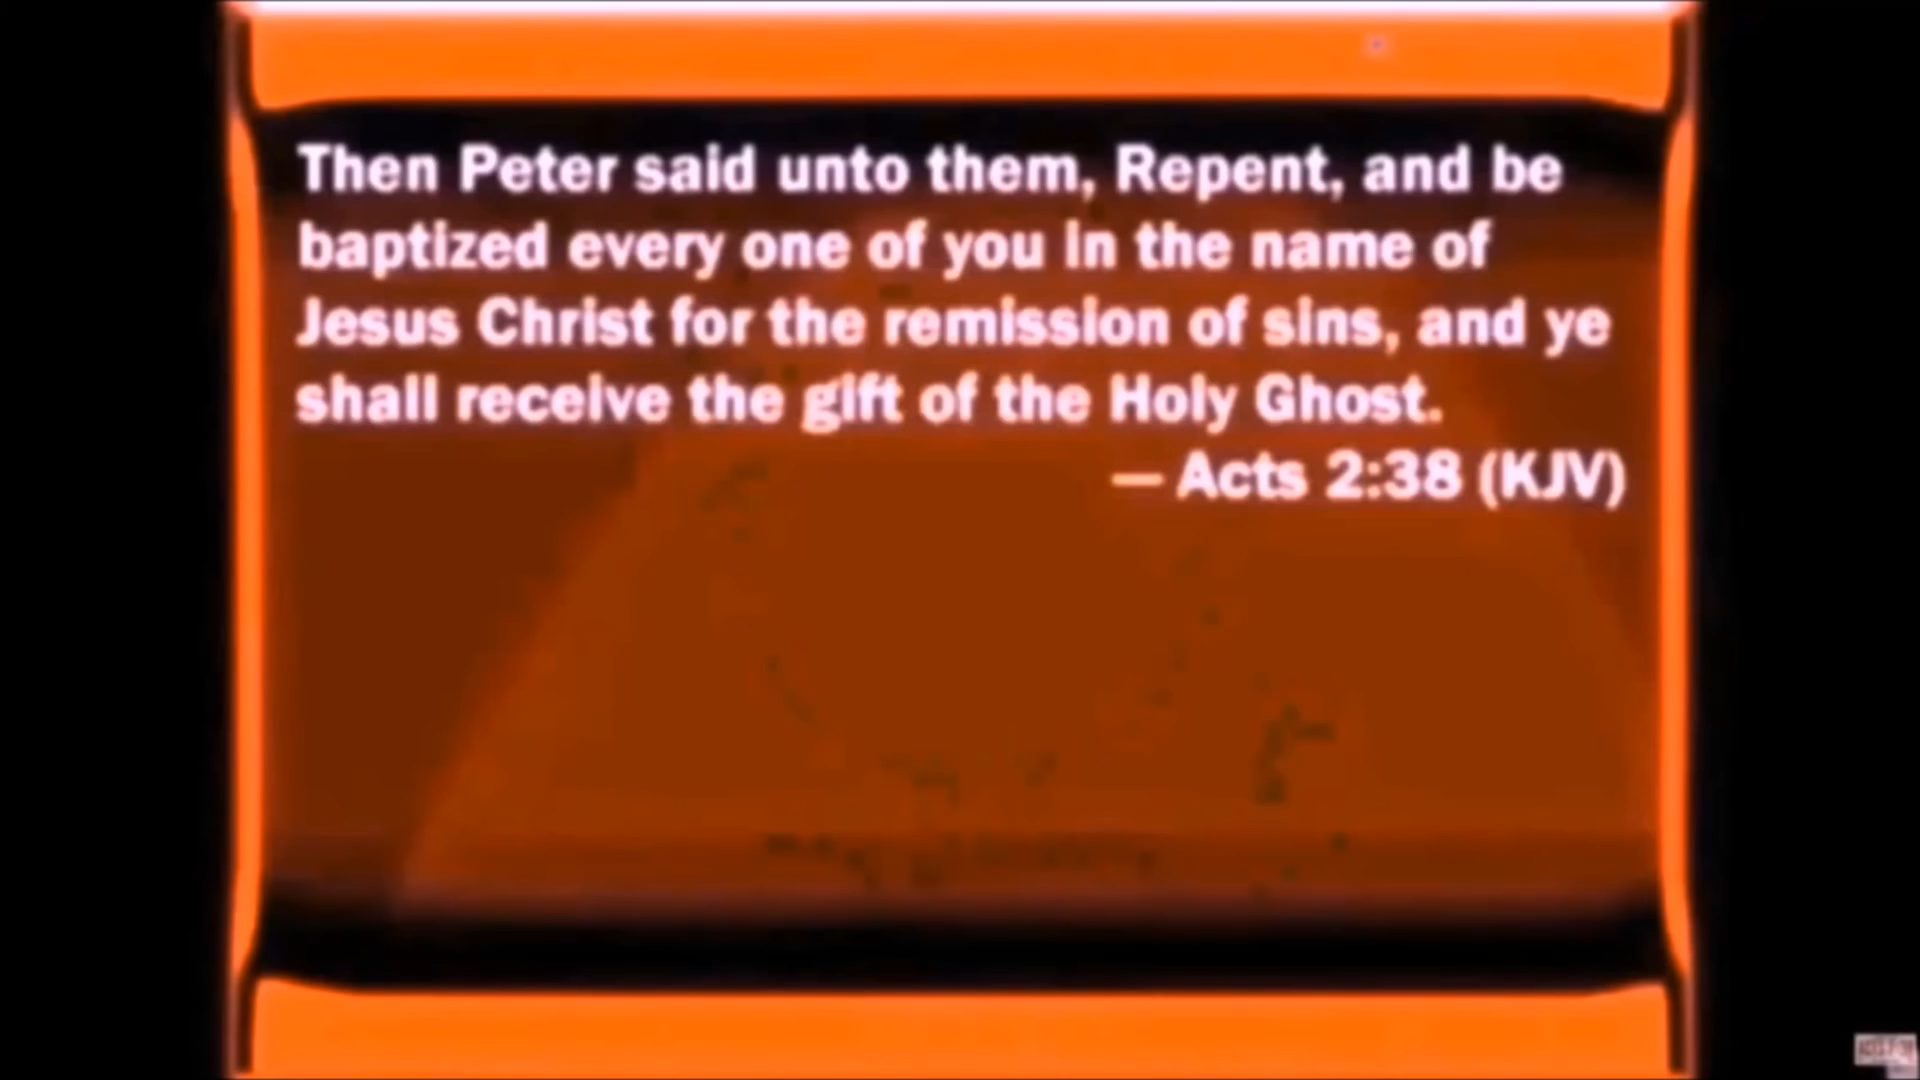 Then Peter said unto them, Repent, and be
baptized every one of you in the name of
Jesus Christ for the remission of sins, and ye
shall receive the gift of the Holy Ghost.
— Acts 2:38 (KJV)